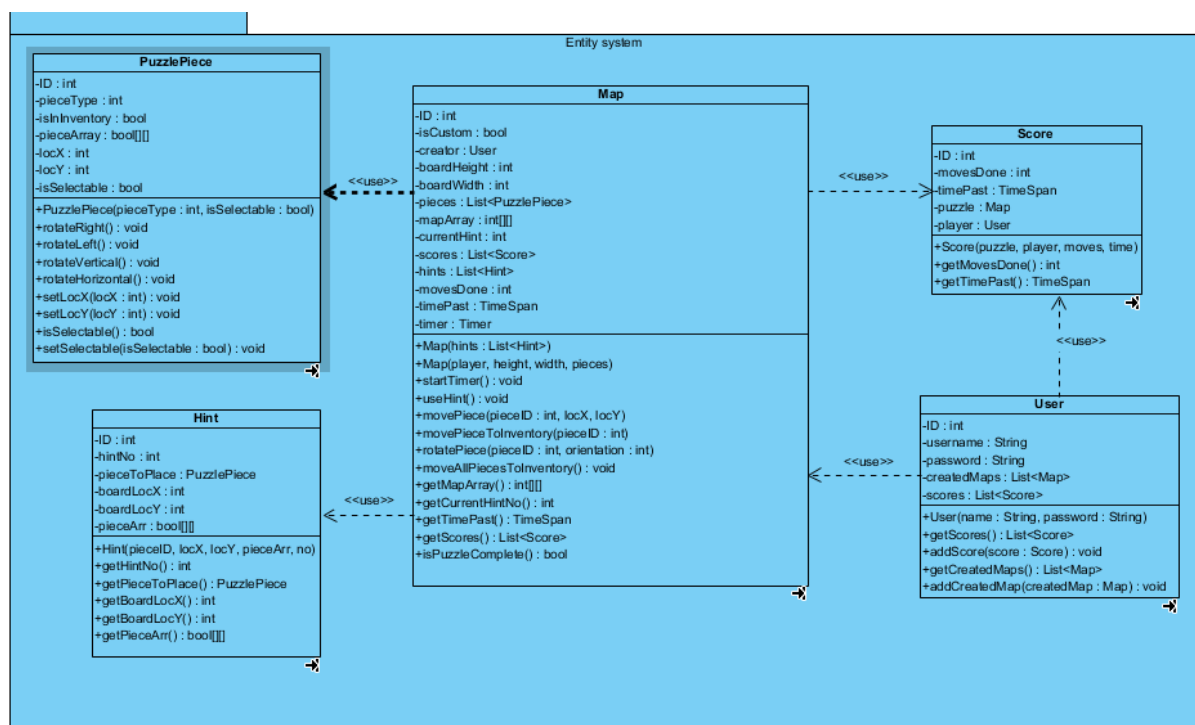 Entity system
PuzzlePiece
-ID : int
-pieceType : int
-isInInventory : bool
-pieceArray : bool[][]
-locX : int
-locY : int
-isSelectable : bool
+PuzzlePiece(pieceType : int, isSelectable : bool)
+rotateRight() : void
+rotateLeft() : void
+rotateVertical() : void
+rotateHorizontal() : void
+setLocX(locX : int) : void
+setLocY(locY : int) : void
+isSelectable() : bool
+setSelectable(isSelectable : bool) : void
<<use>>
Map
-ID : int
-isCustom : bool
-creator : User
-boardHeight : int
-boardWidth : int
-pieces : List<PuzzlePiece>
-mapArray : int[][]
-currentHint : int
-scores : List<Score>
-hints : List<Hint>
-movesDone : int
-timePast : TimeSpan
-timer : Timer
+Map(hints : List<Hint>)
+Map(player, height, width, pieces)
+startTimer() : void
+useHint() : void
+movePiece(pieceID : int, locX, locY)
+movePieceToInventory(pieceID : int)
+rotatePiece(pieceID : int, orientation : int)
+moveAllPiecesToInventory() : void
+getMapArray() : int[][]
+getCurrentHintNo() : int
+getTimePast() : TimeSpan
+getScores() : List<Score>
+isPuzzleComplete() : bool
<<use>>
Score
-ID : int
-movesDone : int
-timePast : TimeSpan
-puzzle : Map
-player : User
+Score(puzzle, player, moves, time)
+getMovesDone() : int
+getTimePast() : TimeSpan
<<use>>
Hint
-ID : int
-hintNo : int
-pieceToPlace : PuzzlePiece
-boardLocX : int
-boardLocY : int
-pieceArr : bool[][]
+Hint(pieceID, locX, locY, pieceArr, no)
+getHintNo() : int
+getPieceToPlace() : PuzzlePiece
+getBoardLocX() : int
+getBoardLocY() : int
+getPieceArr() : bool[][]
<<use>>
<<use>>
User
-ID : int
-username : String
-password : String
-createdMaps : List<Map>
-scores : List<Score>
+User(name : String, password : String)
+getScores() : List<Score>
+addScore(score : Score) : void
+getCreatedMaps() : List<Map>
+addCreatedMap(createdMap : Map) : void